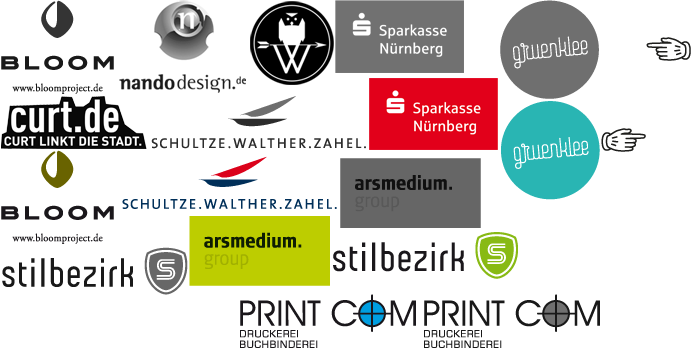 BLOOM
www.bloomproject.de
n
nandodesign.de
W
S Sparkasse
Nürnberg
gruenklee
curt.de
CURT LINKT DIE STADT.
SCHULTZE.WALTHER.ZAHEL.
S Sparkasse
Nürnberg
gruenklee
BLOOM
www.bloomproject.de
SCHULTZE.WALTHER.ZAHEL.
arsmedium.
group
stilbezirk S
arsmedium.
group
stilbezirk S
PRINT COM
DRUCKEREI
BUCHBINDEREI
PRINT COM
DRUCKEREI
BUCHBINDEREI